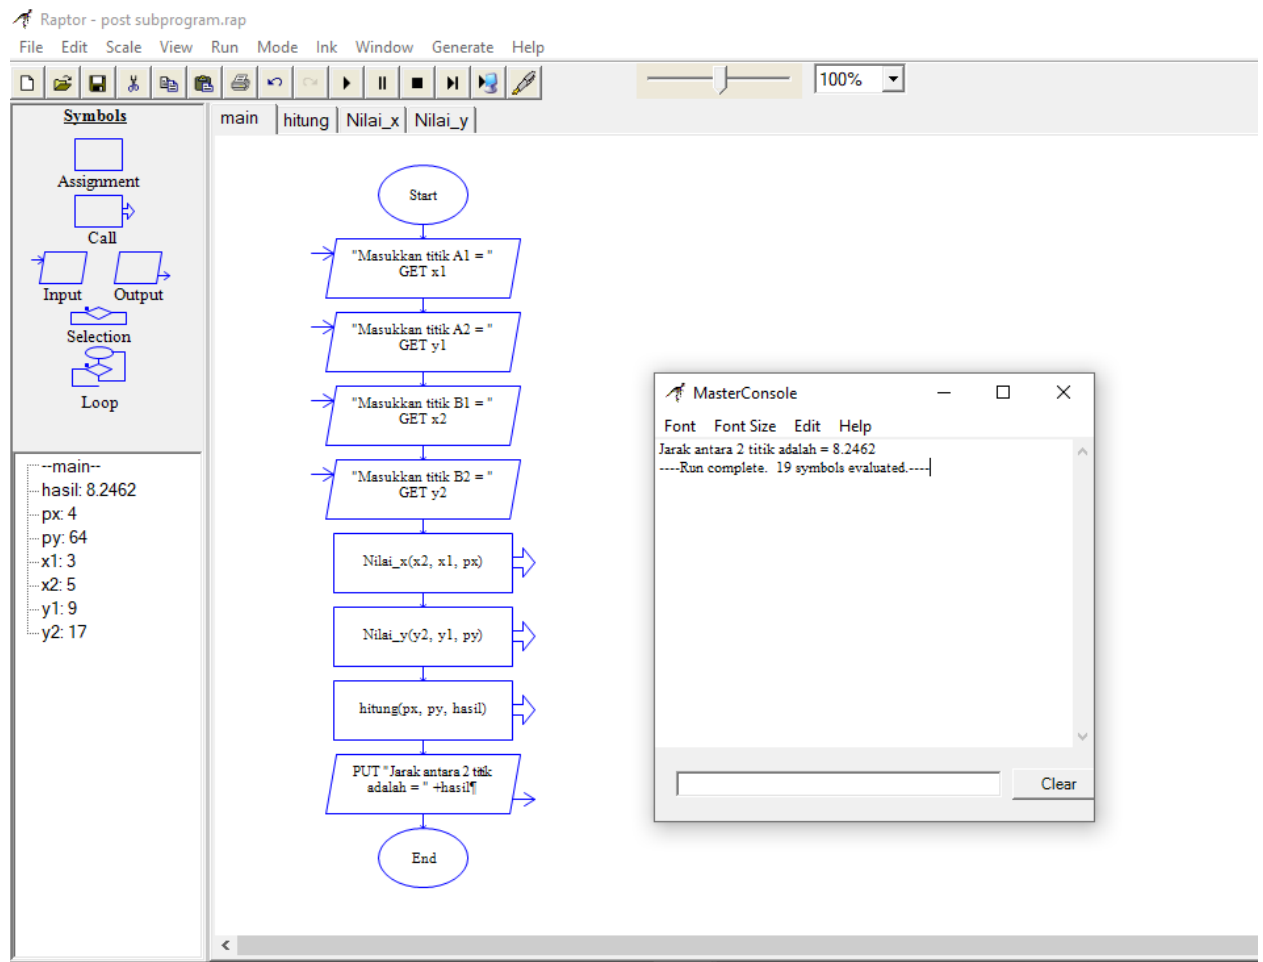 Raptor - post subprogram.rap
File Edit Scale View Run Mode Ink Window Generate Help
100%
Symbols
Assignment
Call
Input Output
Selection
Loop
main hitung Nilai_x Nilai_y
Start
"Masukkan titik A1 = "
GET x1
"Masukkan titik A2 = "
GET y1
"Masukkan titik B1 = "
GET x2
"Masukkan titik B2 = "
GET y2
Nilai_x(x2, x1, px)
Nilai_y(y2, y1, py)
hitung(px, py, hasil)
PUT "Jarak antara 2 titik
adalah = " +hasil¶
End
--main--
hasil: 8.2462
px: 4
py: 64
x1: 3
x2: 5
y1: 9
y2: 17
MasterConsole
Font Font Size Edit Help
Jarak antara 2 titik adalah = 8.2462
----Run complete. 19 symbols evaluated.----
Clear